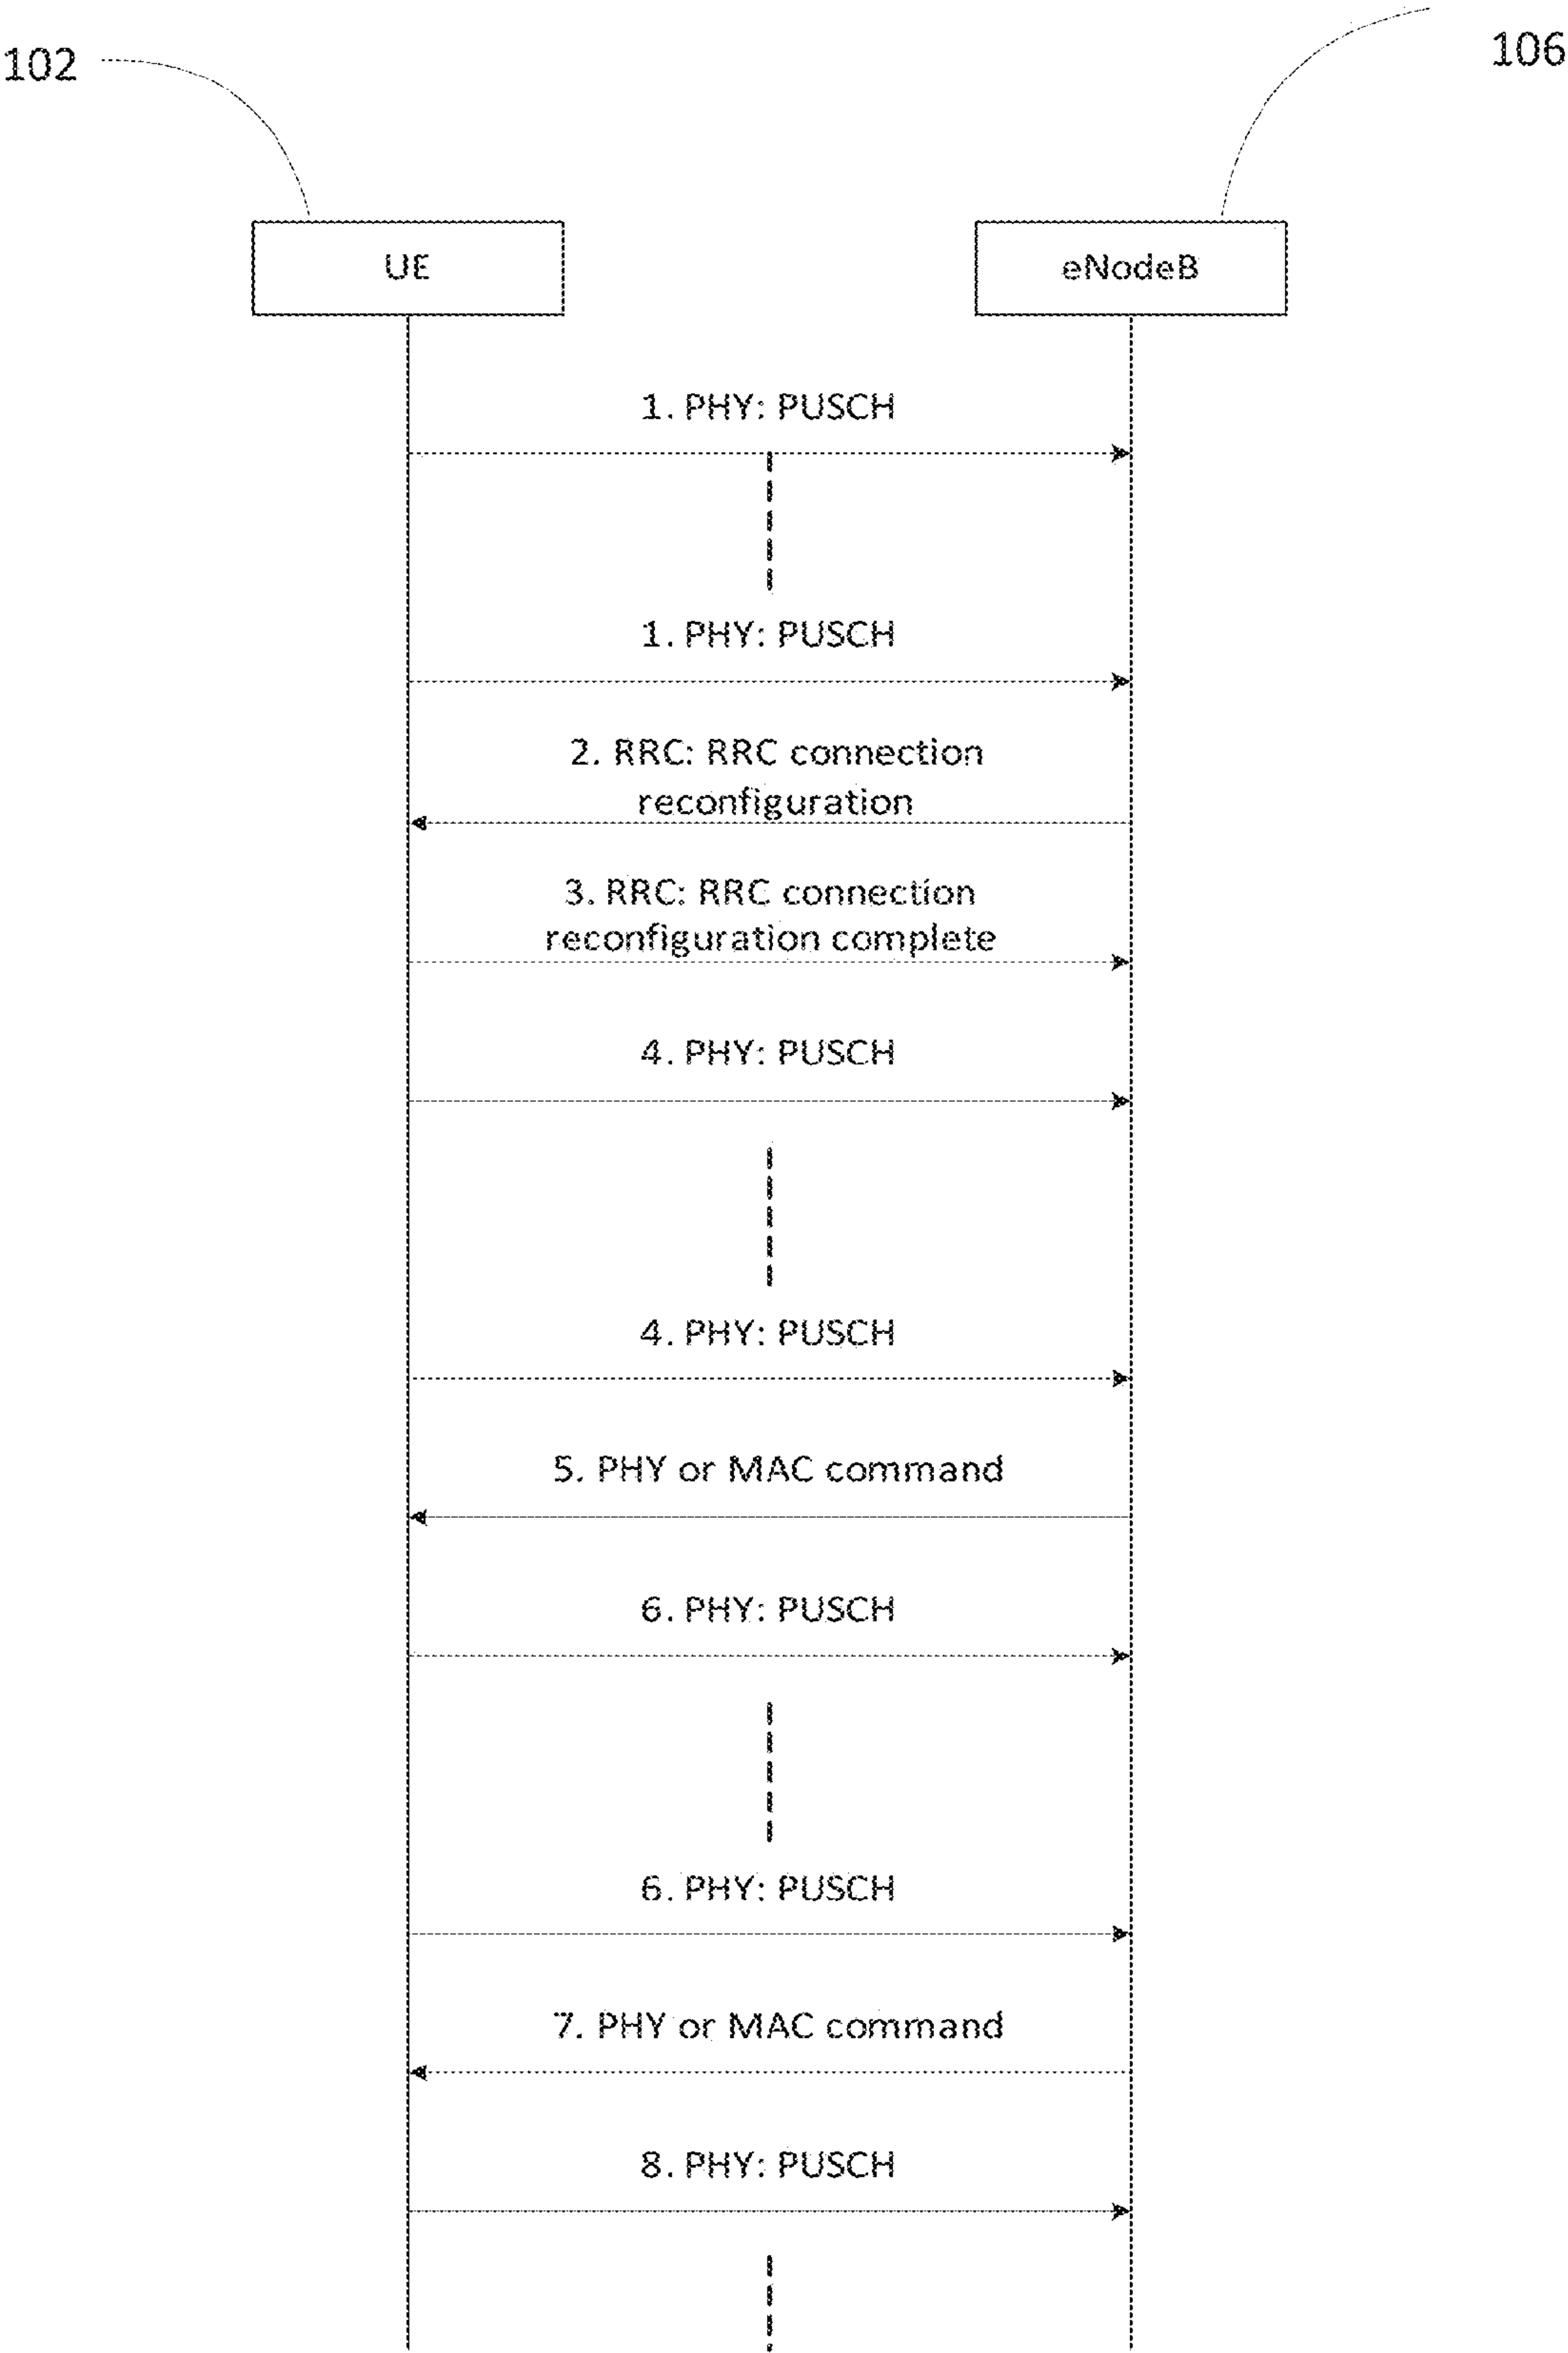 102
106
UE
eNodeB
1. PHY: PUSCH
1. PHY: PUSCH
2. RRC: RRC connection
reconfiguration
3. RRC: RRC connection
reconfiguration complete
4. PHY: PUSCH
4. PHY: PUSCH
5. PHY or MAC command
6. PHY: PUSCH
6. PHY: PUSCH
7. PHY or MAC command
8. PHY: PUSCH